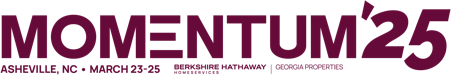 MOMENTUM'25
ASHEVILLE, NC • MARCH 23-25
BERKSHIRE HATHAWAY
HOMESERVICES
GEORGIA PROPERTIES